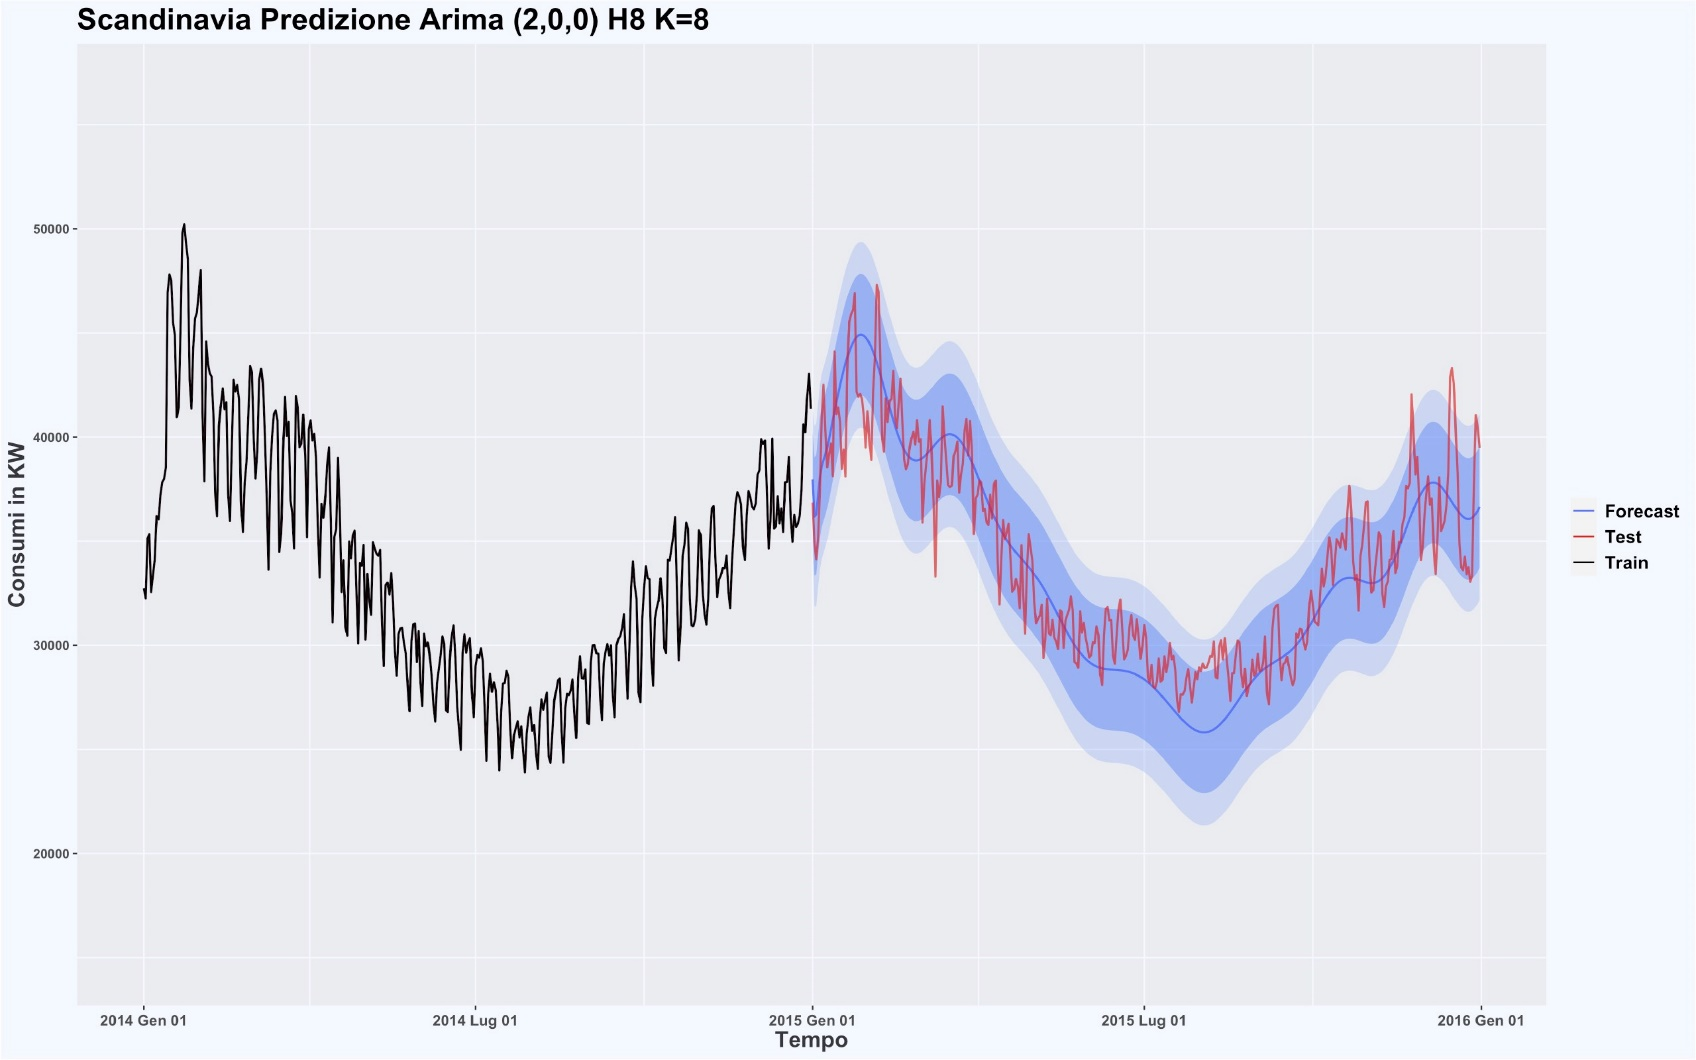 Scandinavia Predizione Arima (2,0,0) H8 K=8
Consumi in KW
50000
40000
30000
20000
2014 Gen 01
2014 Lug 01
2015 Gen 01
2015 Lug 01
2016 Gen 01
Tempo
Forecast
Test
Train